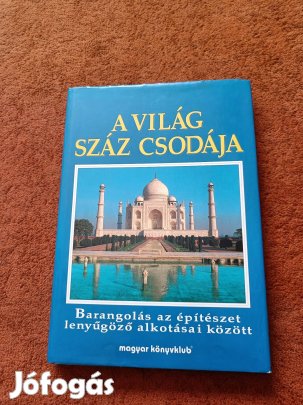 A VILÁG
SZÁZ CSODÁJA
Barangolás az építészet
lenyűgöző alkotásai között
magyar könyvklub
Jófogás